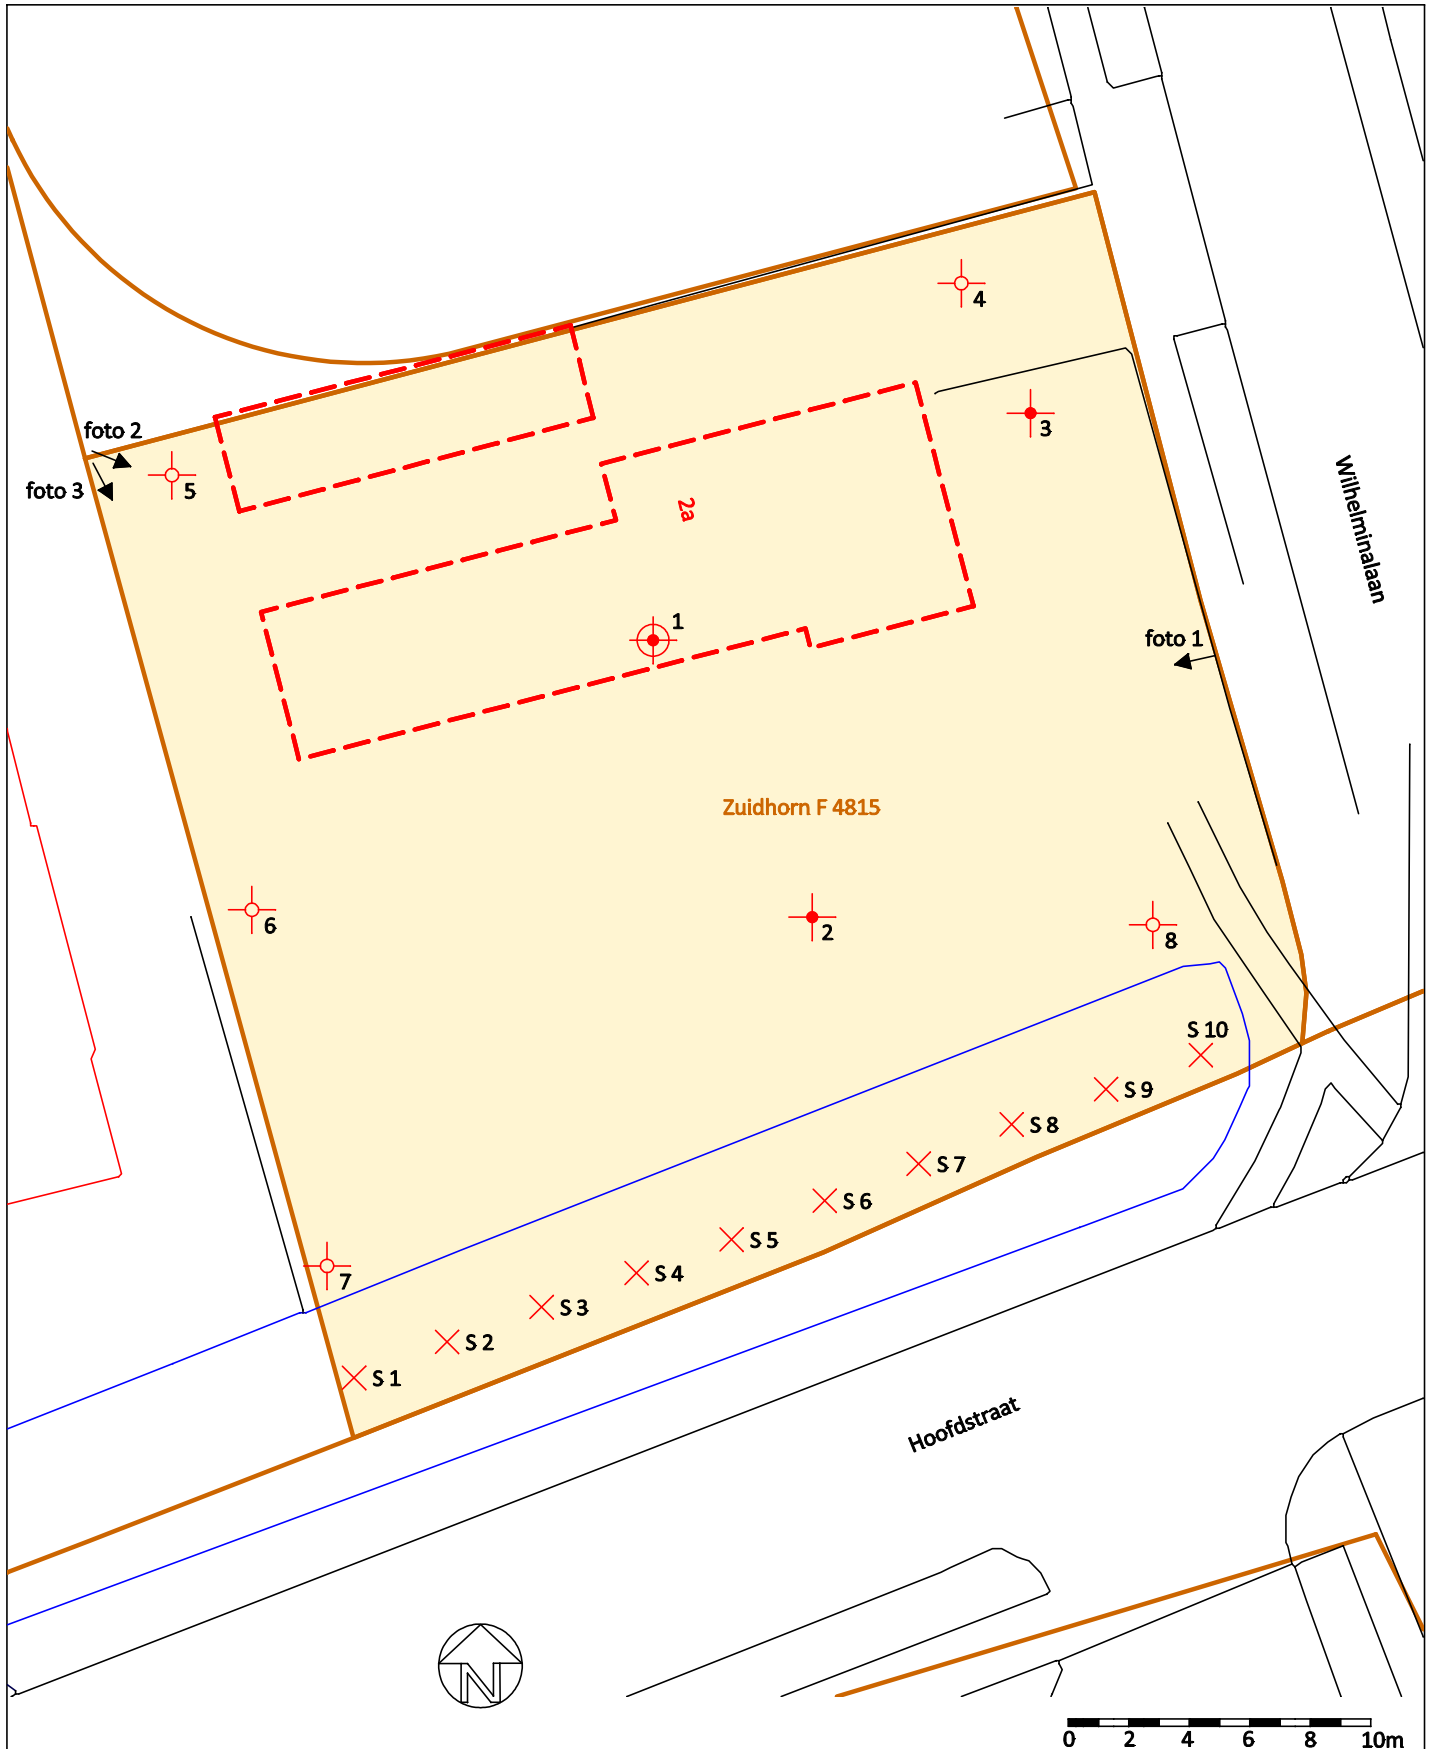 4
foto 2
3
foto 3
5
2a
Wilhelminalaan
1
foto 1
Zuidhorn F 4815
6
2
8
S 10
S 9
S 8
S 7
S 6
S 5
7
S 4
S 3
S 2
S 1
Hoofdstraat
N
0 2 4 6 8 10m